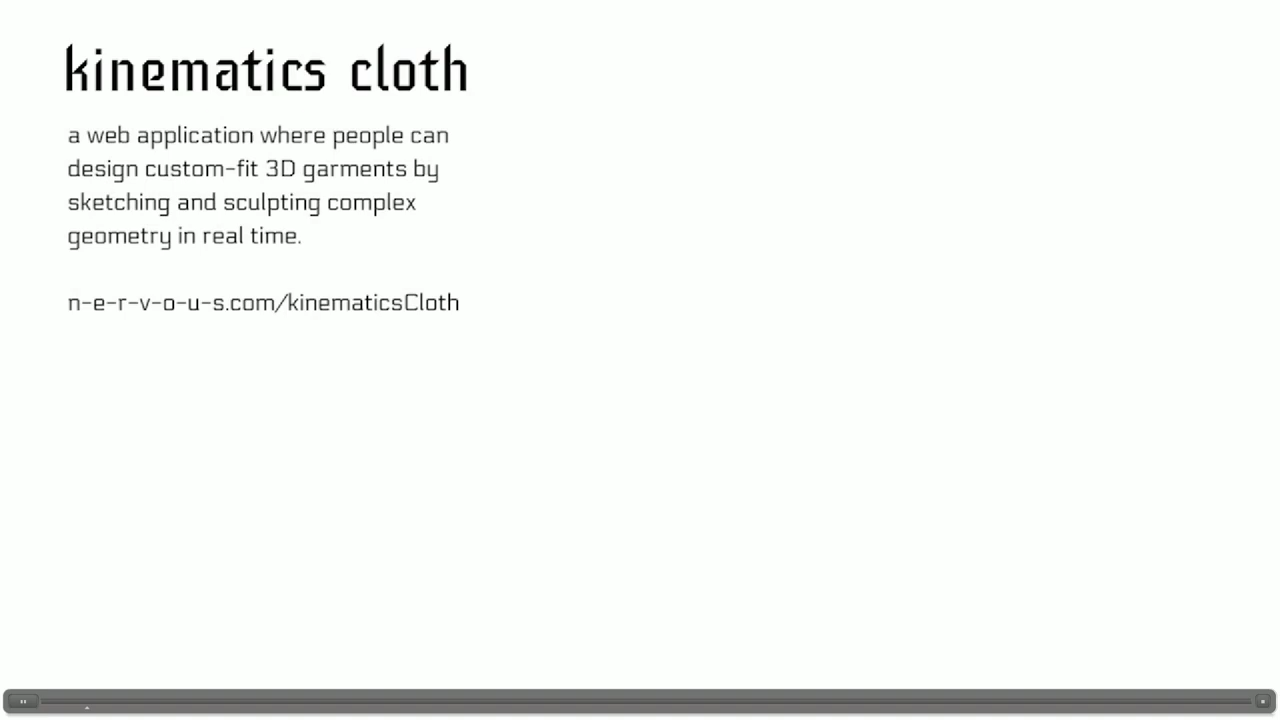 kinematics cloth
a web application where people can
design custom-fit 3D garments by
sketching and sculpting complex
geometry in real time.
n-e-r-v-o-u-s.com/kinematicsCloth